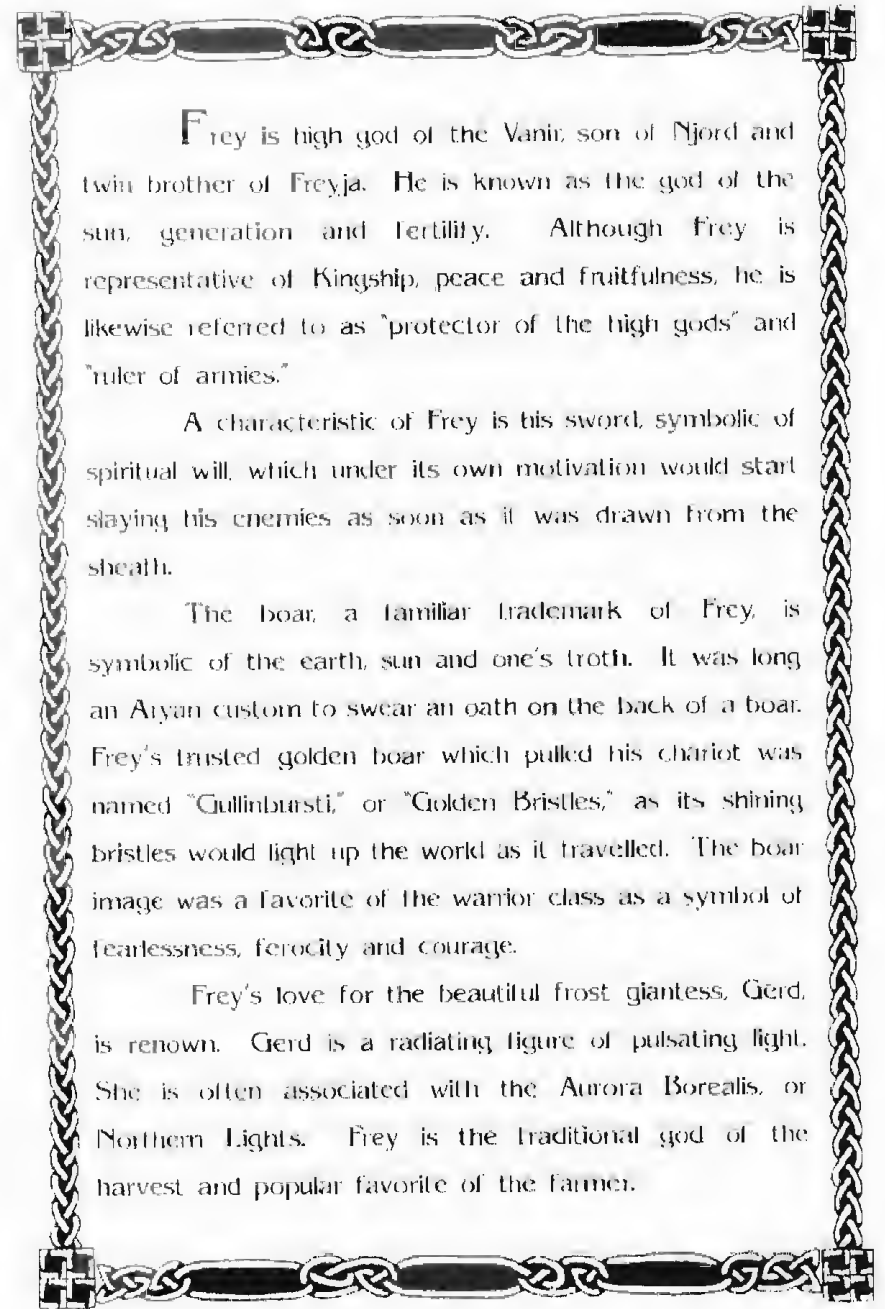 Frey is high god of the Vanir, son of Njord and
twin brother of Freyja. He is known as the god of the
sun, generation and fertility. Although Frey is
representative of Kingship, peace and fruitfulness, he is
likewise referred to as "protector of the high gods" and
"ruler of armies."
A characteristic of Frey is his sword, symbolic of
spiritual will, which under its own motivation would start
slaying his enemies as soon as it was drawn from the
sheath.
The boar, a familiar trademark of Frey, is
symbolic of the earth, sun and one's troth. It was long
an Aryan custom to swear an oath on the back of a boar.
Frey's trusted golden boar which pulled his chariot was
named "Gullinbursti," or "Golden Bristles," as its shining
bristles would light up the world as it travelled. The boar
image was a favorite of the warrior class as a symbol of
fearlessness, ferocity and courage.
Frey's love for the beautiful frost giantess, Gerd,
is renown. Gerd is a radiating figure of pulsating light.
She is often associated with the Aurora Borealis, or
Northern Lights. Frey is the traditional god of the
harvest and popular favorite of the farmer.